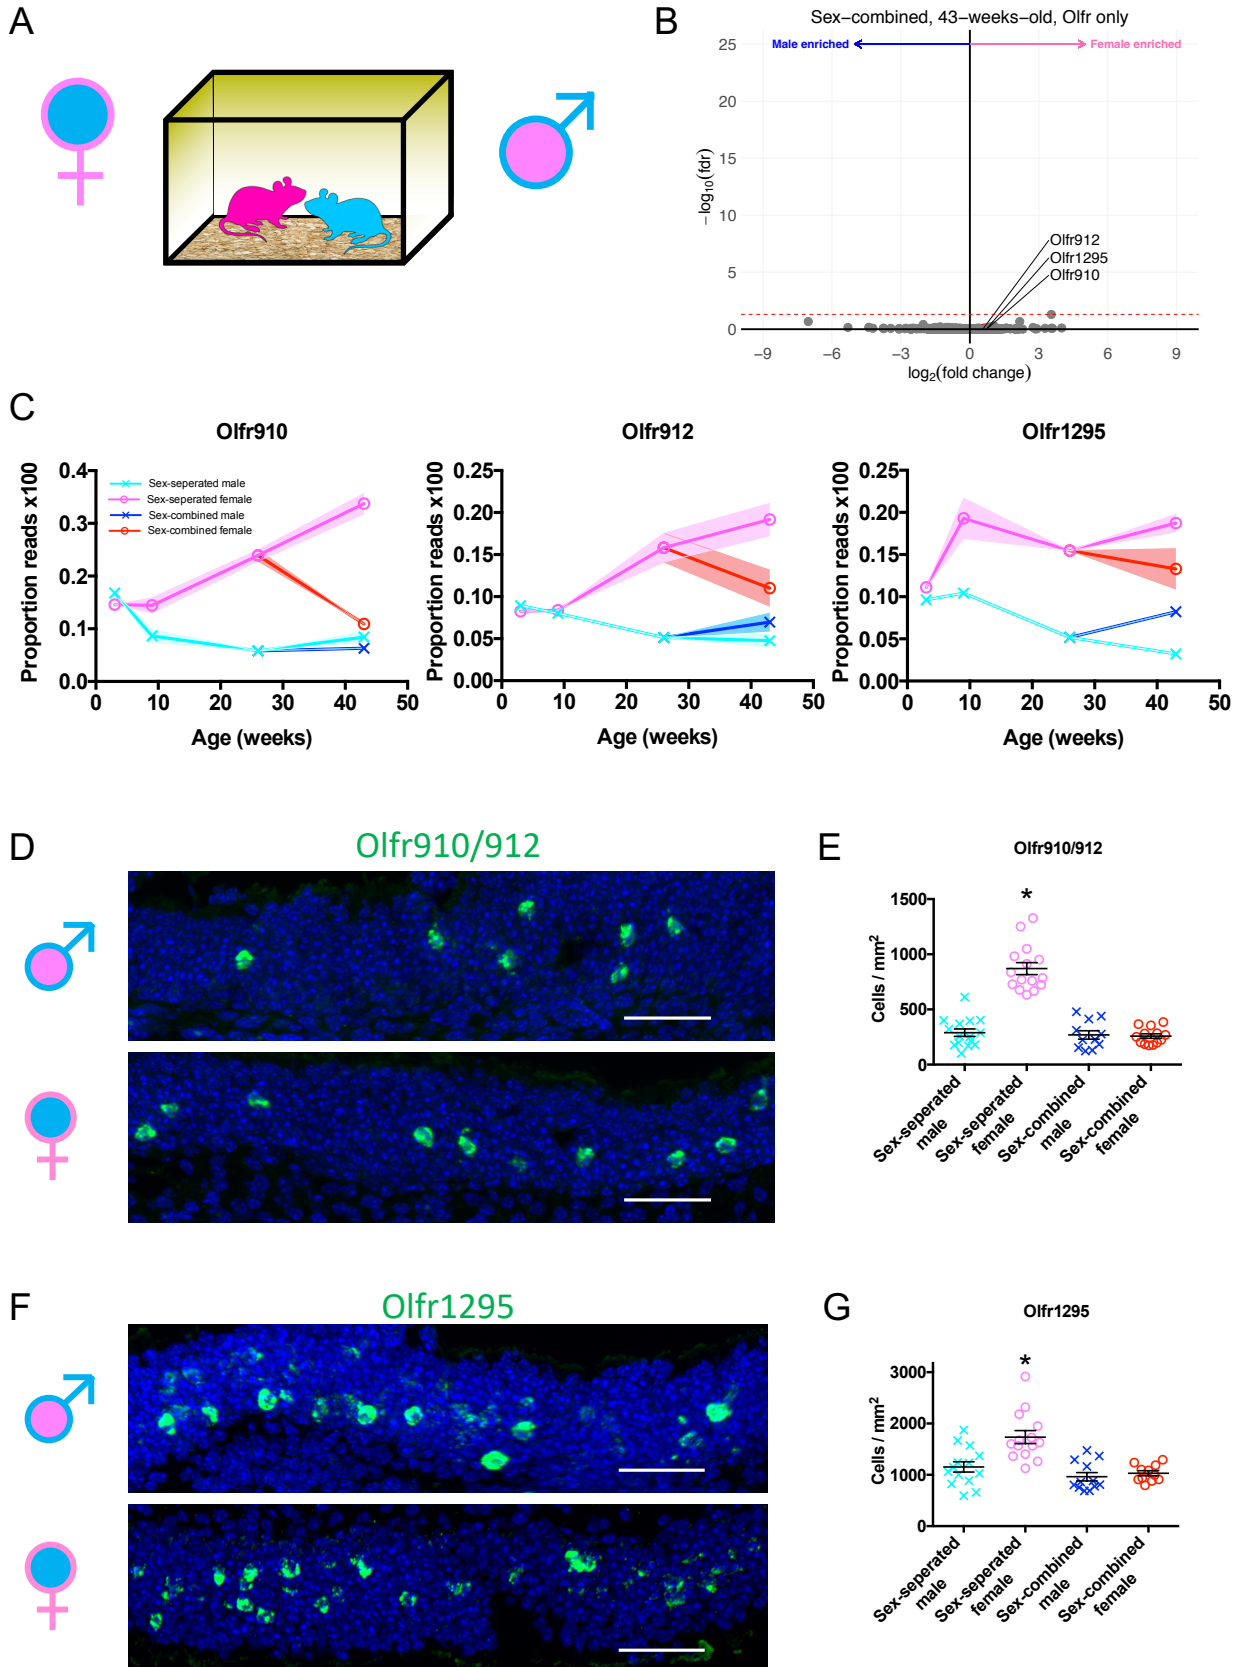 A
B
Sex−combined, 43−weeks−old, Olfr only
Male enriched
Female enriched
25
20
15
10
5
0
−log10(fdr)
Olfr912
Olfr1295
Olfr910
−9 −6 −3 0 3 6 9
log2(fold change)
C
Olfr910
Proportion reads x100
0.4
0.3
0.2
0.1
0.0
Sex-seperated male
Sex-seperated female
Sex-combined male
Sex-combined female
0 10 20 30 40 50
Age (weeks)
Olfr912
Proportion reads x100
0.25
0.20
0.15
0.10
0.05
0.00
0 10 20 30 40 50
Age (weeks)
Olfr1295
Proportion reads x100
0.25
0.20
0.15
0.10
0.05
0.00
0 10 20 30 40 50
Age (weeks)
D
Olfr910/912
E
Olfr910/912
Cells / mm2
1500
1000
500
0
*
Sex-seperated
male
Sex-seperated
female
Sex-combined
male
Sex-combined
female
F
Olfr1295
G
Olfr1295
Cells / mm2
3000
2000
1000
0
*
Sex-seperated
male
Sex-seperated
female
Sex-combined
male
Sex-combined
female